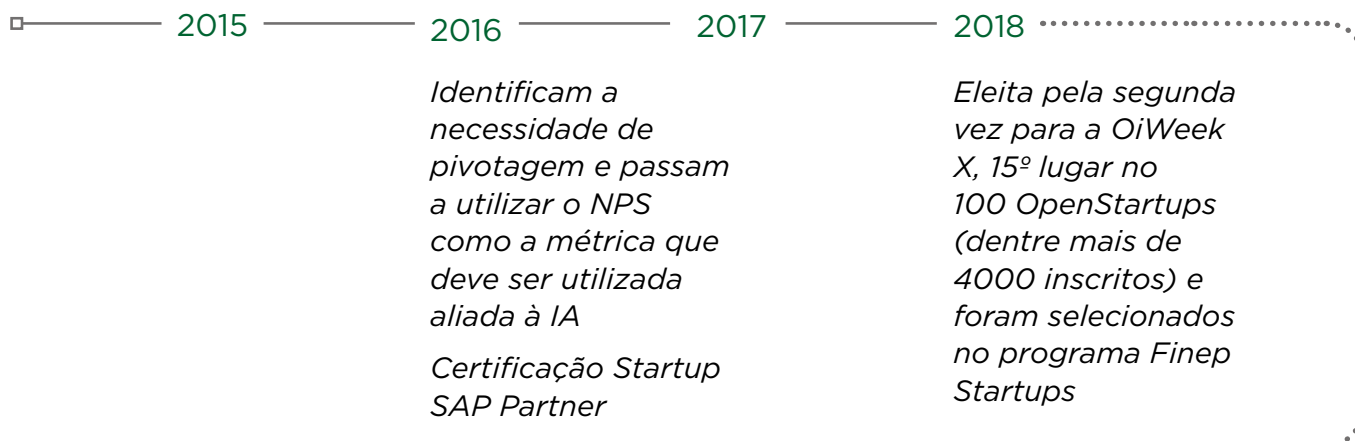 2015
2016
2017
2018
Identificam a
necessidade de
pivotagem e passam
a utilizar o NPS
como a métrica que
deve ser utilizada
aliada à IA
Certificação Startup
SAP Partner
Eleita pela segunda
vez para a OiWeek
X, 15º lugar no
100 OpenStartups
(dentre mais de
4000 inscritos) e
foram selecionados
no programa Finep
Startups